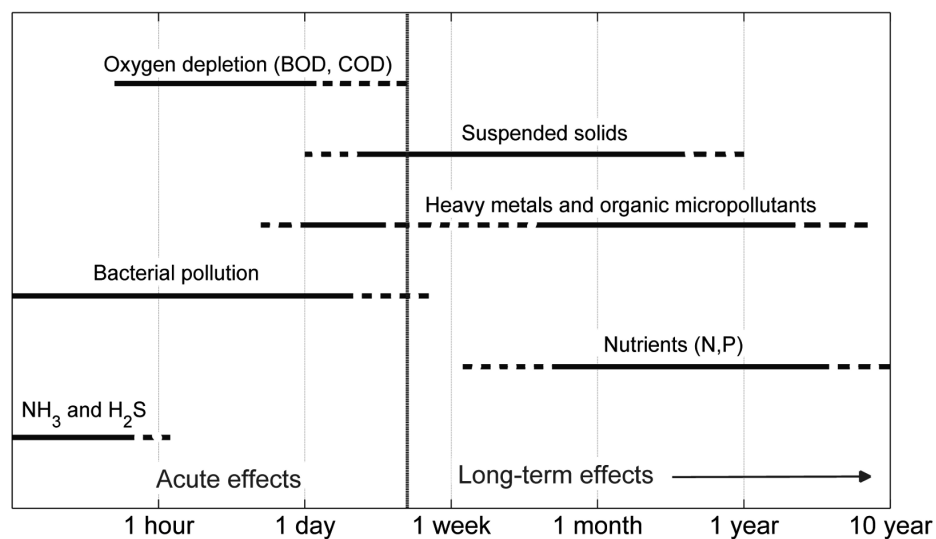 Oxygen depletion (BOD, COD)
Suspended solids
Heavy metals and organic micropollutants
Bacterial pollution
Nutrients (N,P)
NH₃ and H₂S
Acute effects
Long-term effects
1 hour 1 day 1 week 1 month 1 year 10 year